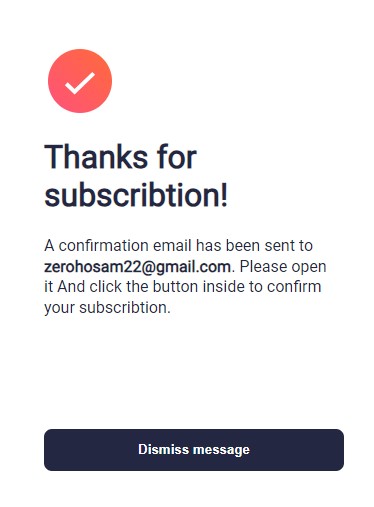 Thanks for
subscribtion!
A confirmation email has been sent to
zerohosam22@gmail.com. Please open
it And click the button inside to confirm
your subscribtion.
Dismiss message